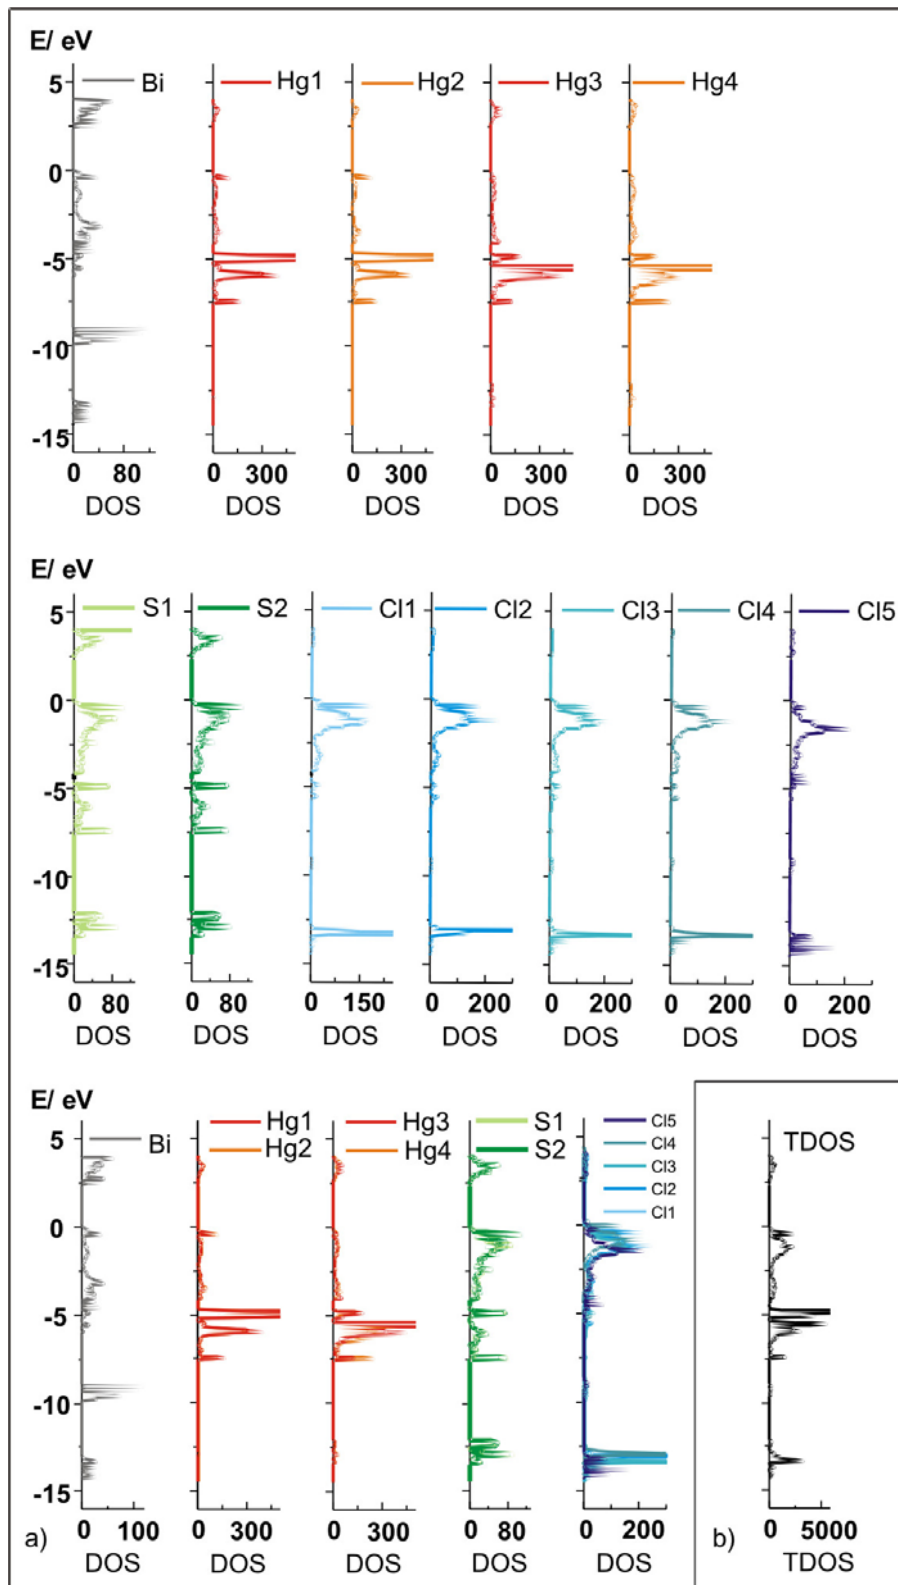 E/ eV
Bi Hg1 Hg2 Hg3 Hg4
5
0
-5
-10
-15
0 80 0 300 0 300 0 300 0 300
DOS DOS DOS DOS DOS
E/ eV
S1 S2 Cl1 Cl2 Cl3 Cl4 Cl5
5
0
-5
-10
-15
0 80 0 80 0 150 0 200 0 200 0 200 0 200
DOS DOS DOS DOS DOS DOS DOS
E/ eV
Bi Hg1 Hg3 S1 Cl5
Hg2 Hg4 S2 Cl4
Cl3
Cl2
Cl1
TDOS
5
0
-5
-10
-15
0 100 0 300 0 300 0 80 0 200 0 5000
a) DOS DOS DOS DOS DOS b) TDOS